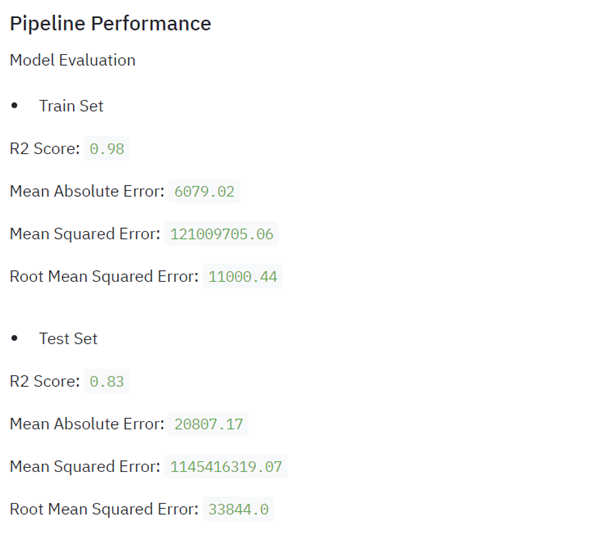 Pipeline Performance
Model Evaluation
• Train Set
R2 Score: 0.98
Mean Absolute Error: 6079.02
Mean Squared Error: 121009705.06
Root Mean Squared Error: 11000.44
• Test Set
R2 Score: 0.83
Mean Absolute Error: 20807.17
Mean Squared Error: 1145416319.07
Root Mean Squared Error: 33844.0